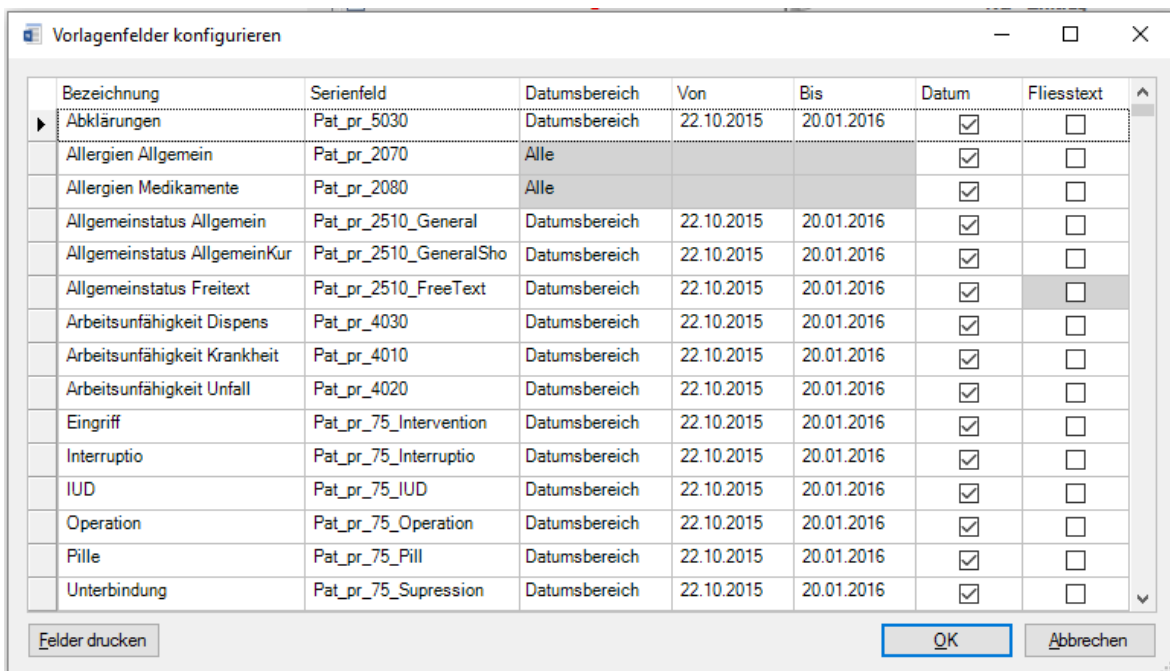 Vorlagenfelder konfigurieren
Bezeichnung Serienfeld Datumsbereich Von Bis Datum Fliesstext
Abklärungen Pat_pr_5030 Datumsbereich 22.10.2015 20.01.2016
Allergien Allgemein Pat_pr_2070 Alle
Allergien Medikamente Pat_pr_2080 Alle
Allgemeinstatus Allgemein Pat_pr_2510_General Datumsbereich 22.10.2015 20.01.2016
Allgemeinstatus AllgemeinKur Pat_pr_2510_GeneralSho Datumsbereich 22.10.2015 20.01.2016
Allgemeinstatus Freitext Pat_pr_2510_FreeText Datumsbereich 22.10.2015 20.01.2016
Arbeitsunfähigkeit Dispens Pat_pr_4030 Datumsbereich 22.10.2015 20.01.2016
Arbeitsunfähigkeit Krankheit Pat_pr_4010 Datumsbereich 22.10.2015 20.01.2016
Arbeitsunfähigkeit Unfall Pat_pr_4020 Datumsbereich 22.10.2015 20.01.2016
Eingriff Pat_pr_75_Intervention Datumsbereich 22.10.2015 20.01.2016
Interruptio Pat_pr_75_Interruptio Datumsbereich 22.10.2015 20.01.2016
IUD Pat_pr_75_IUD Datumsbereich 22.10.2015 20.01.2016
Operation Pat_pr_75_Operation Datumsbereich 22.10.2015 20.01.2016
Pille Pat_pr_75_Pill Datumsbereich 22.10.2015 20.01.2016
Unterbindung Pat_pr_75_Supression Datumsbereich 22.10.2015 20.01.2016
Felder drucken OK Abbrechen